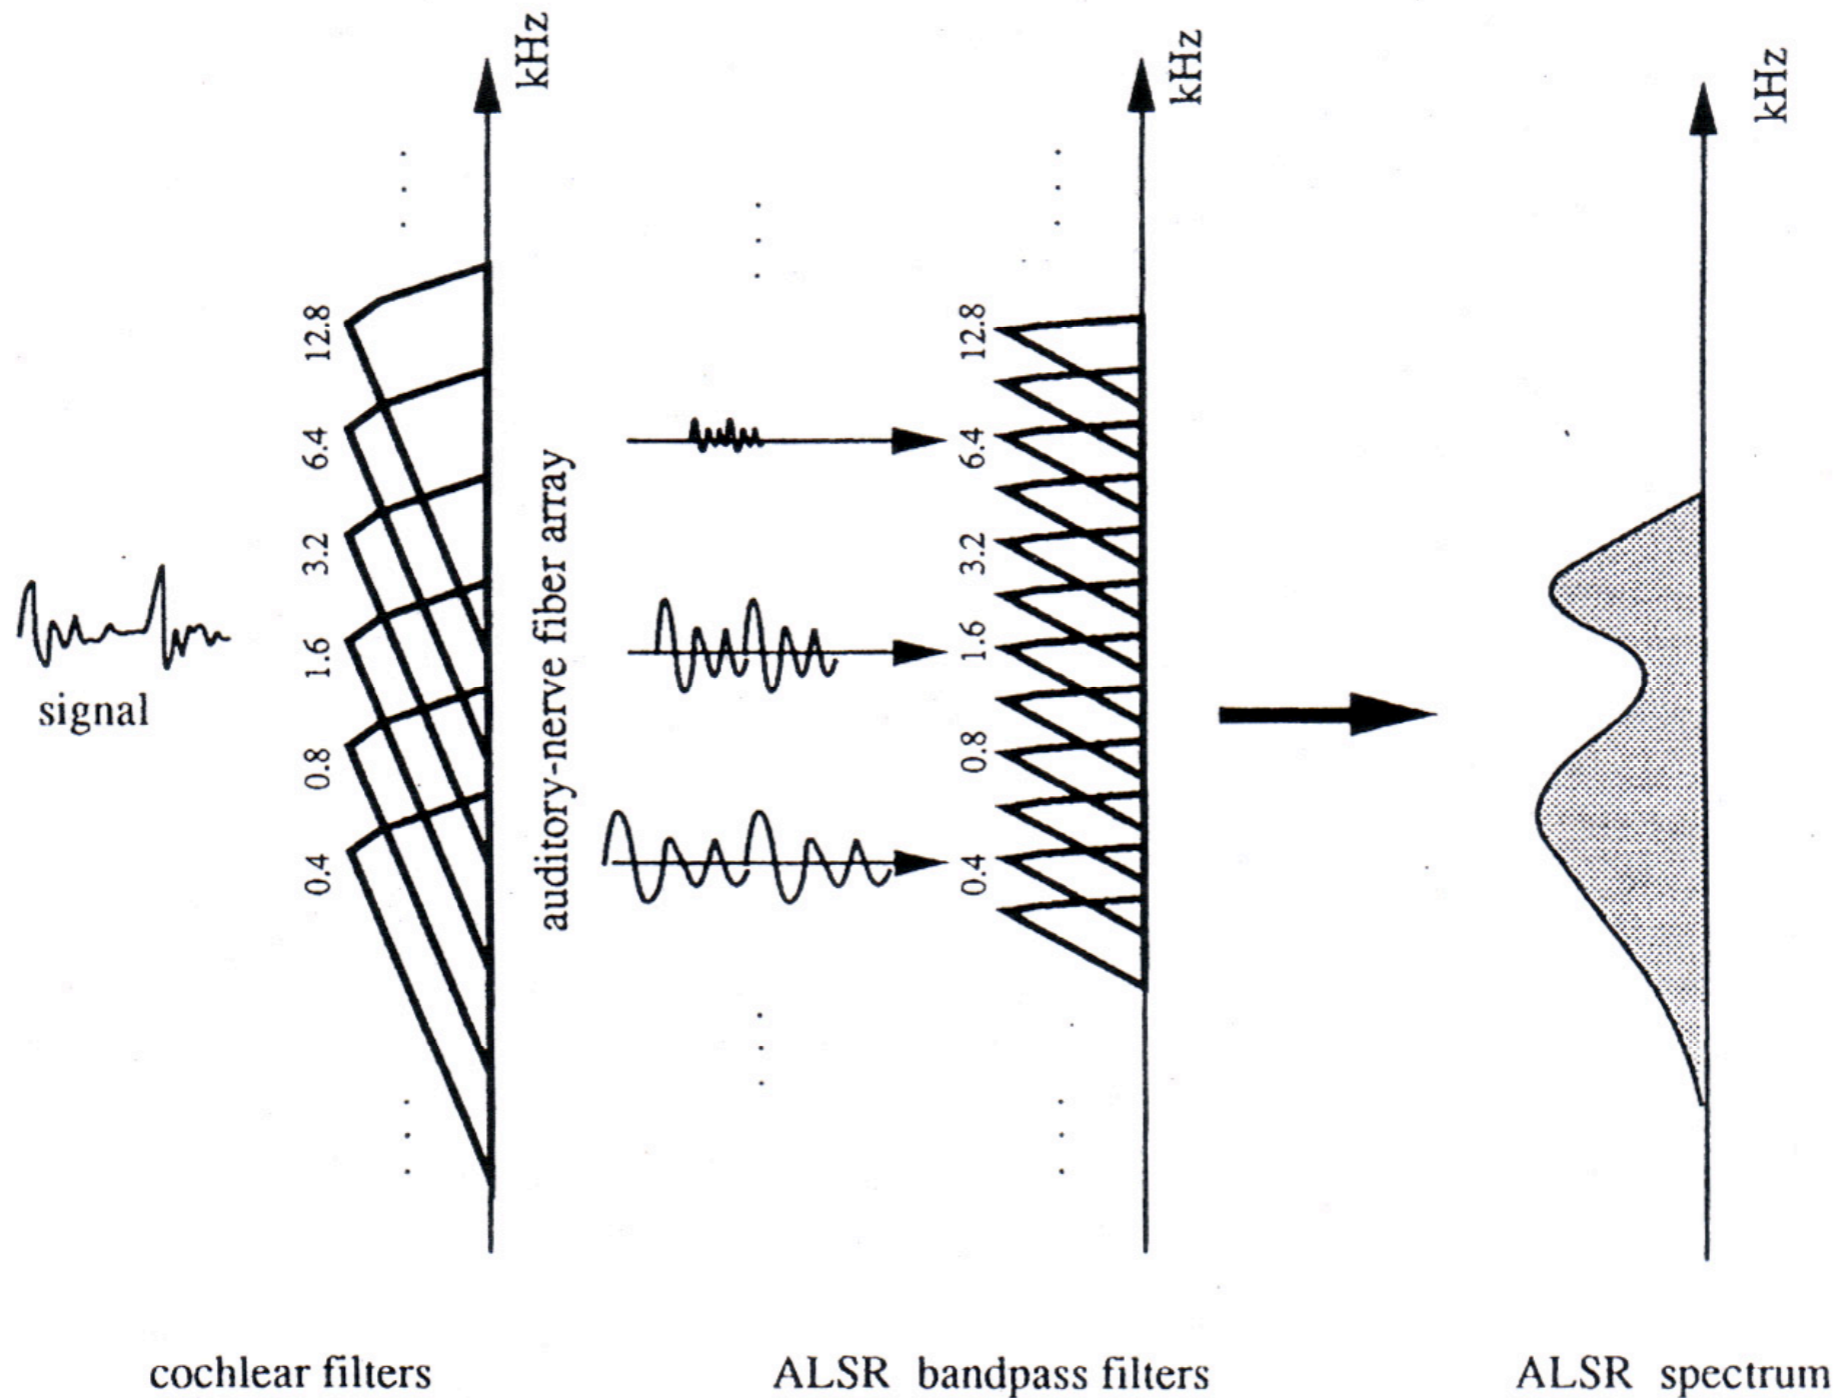 kHz
kHz
kHz
12.8
6.4
3.2
1.6
0.8
0.4
signal
auditory-nerve fiber array
12.8
6.4
3.2
1.6
0.8
0.4
cochlear filters
ALSR bandpass filters
ALSR spectrum